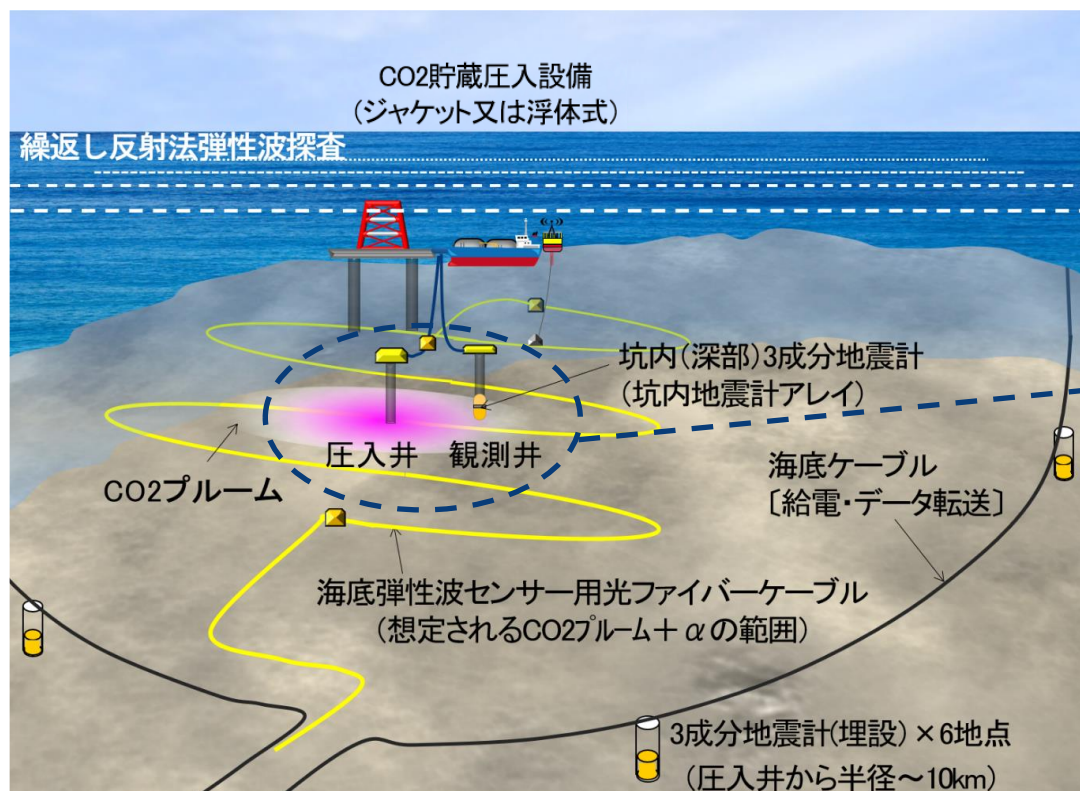 CO2貯蔵圧入設備
(ジャケット又は浮体式)
繰返し反射法弾性波探査
坑内(深部)3成分地震計
(坑内地震計アレイ)
圧入井
観測井
CO2プルーム
海底ケーブル
〔給電・データ転送〕
海底弾性波センサー用光ファイバーケーブル
(想定されるCO2プルーム+αの範囲)
3成分地震計(埋設)×6地点
(圧入井から半径~10km)